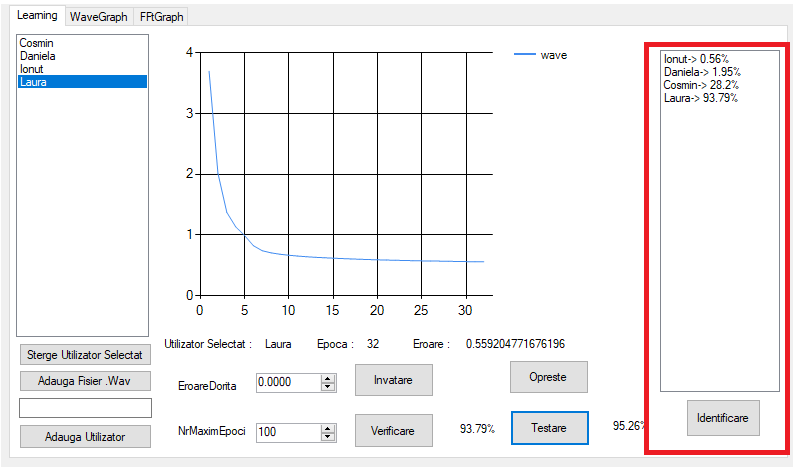 Learning WaveGraph FFtGraph
Cosmin
Daniela
Ionut
Laura
4
3
2
1
0
0 5 10 15 20 25 30
wave
Ionut-> 0.56%
Daniela-> 1.95%
Cosmin-> 28.2%
Laura-> 93.79%
Utilizator Selectat : Laura Epoca : 32 Eroare : 0.559204771676196
Sterge Utilizator Selectat
Adauga Fisier .Wav
Adauga Utilizator
EroareDorita 0.0000 Invatare Opreste
NrMaximEpoci 100 Verificare 93.79% Testare 95.26%
Identificare